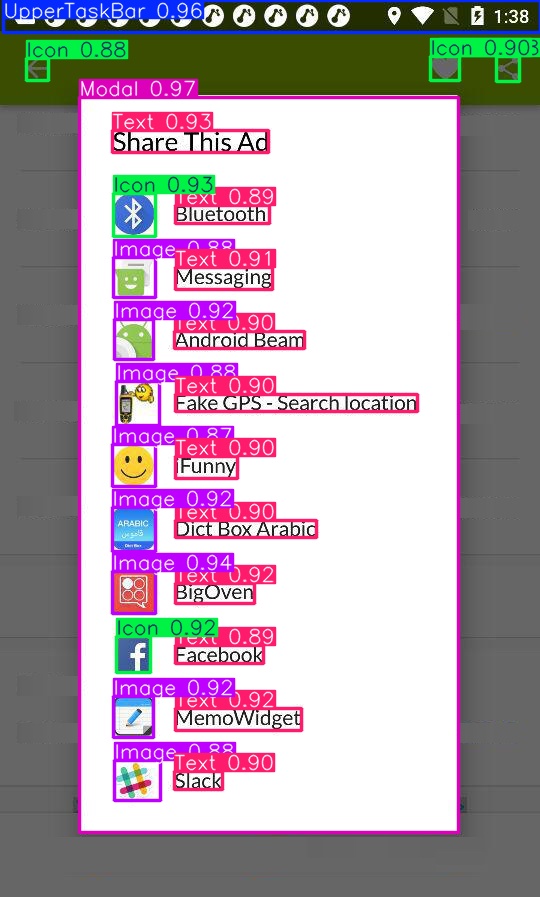 UpperTaskBar 0.96
1:38
Icon 0.88
Icon 0.903
Modal 0.97
Text 0.93
Share This Ad
Icon 0.93
Text 0.89
Bluetooth
Image 0.88
Text 0.91
Messaging
Image 0.92
Text 0.90
Android Beam
Image 0.88
Text 0.90
Fake GPS - Search location
Image 0.87
Text 0.90
iFunny
Image 0.92
Text 0.90
ARABIC
قاموس
Dict Box
Dict Box Arabic
Image 0.94
Text 0.92
BigOven
Icon 0.92
Text 0.89
Facebook
Image 0.92
Text 0.92
MemoWidget
Image 0.88
Text 0.90
Slack